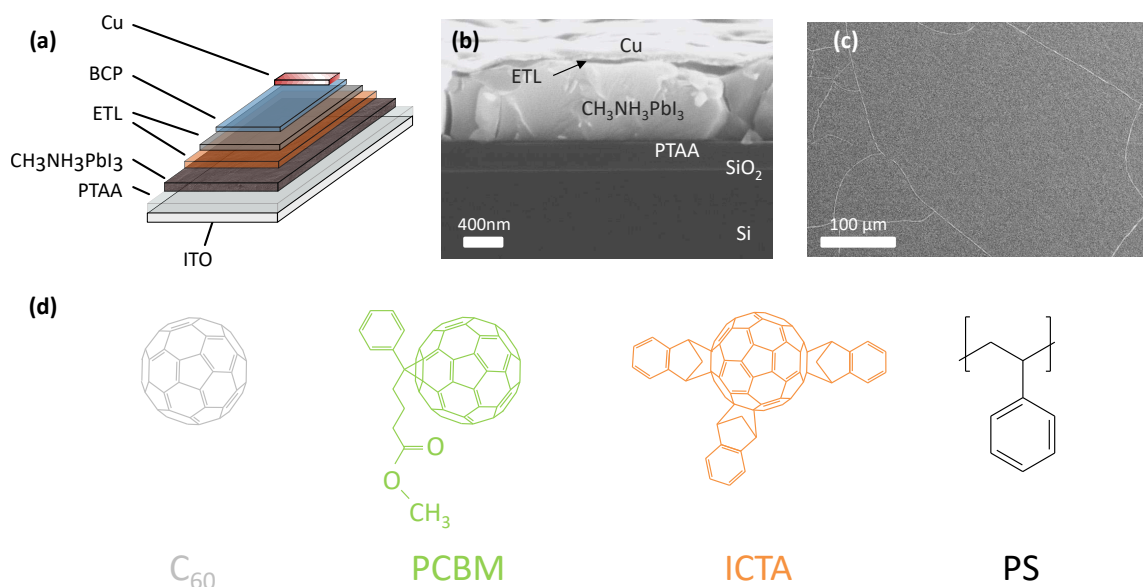 (a)
Cu
BCP
ETL
CH₃NH₃PbI3
PTAA
ITO
(b)
Cu
ETL
CH₃NH₃PbI₃
PTAA
SiO₂
400nm
Si
(c)
100 µm
(d)
O
O
CH₃
C₆₀
PCBM
ICTA
PS